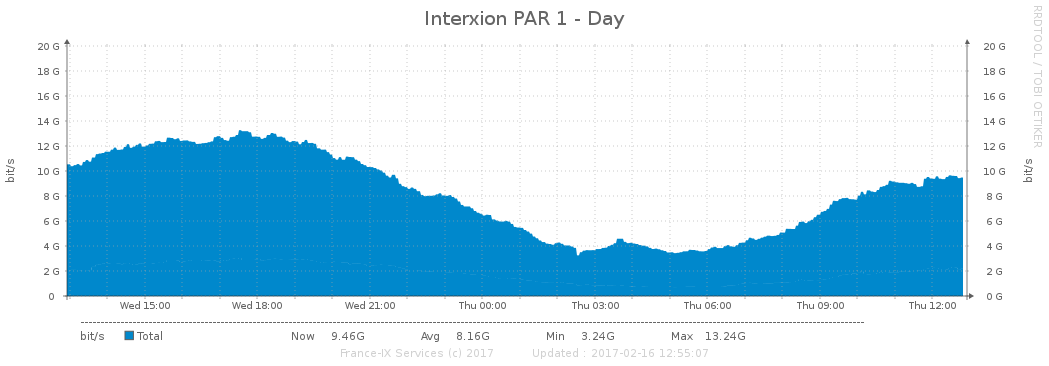 Interxion PAR 1 - Day
RRDTOOL / TOBI OETIKER
20 G 20 G
18 G 18 G
16 G 16 G
14 G 14 G
12 G 12 G
10 G 10 G
8 G 8 G
6 G 6 G
4 G 4 G
2 G 2 G
0 0 G
bit/s
bit/s
Wed 15:00 Wed 18:00 Wed 21:00 Thu 00:00 Thu 03:00 Thu 06:00 Thu 09:00 Thu 12:00
bit/s Total Now 9.46G Avg 8.16G Min 3.24G Max 13.24G
France-IX Services (c) 2017 Updated : 2017-02-16 12:55:07